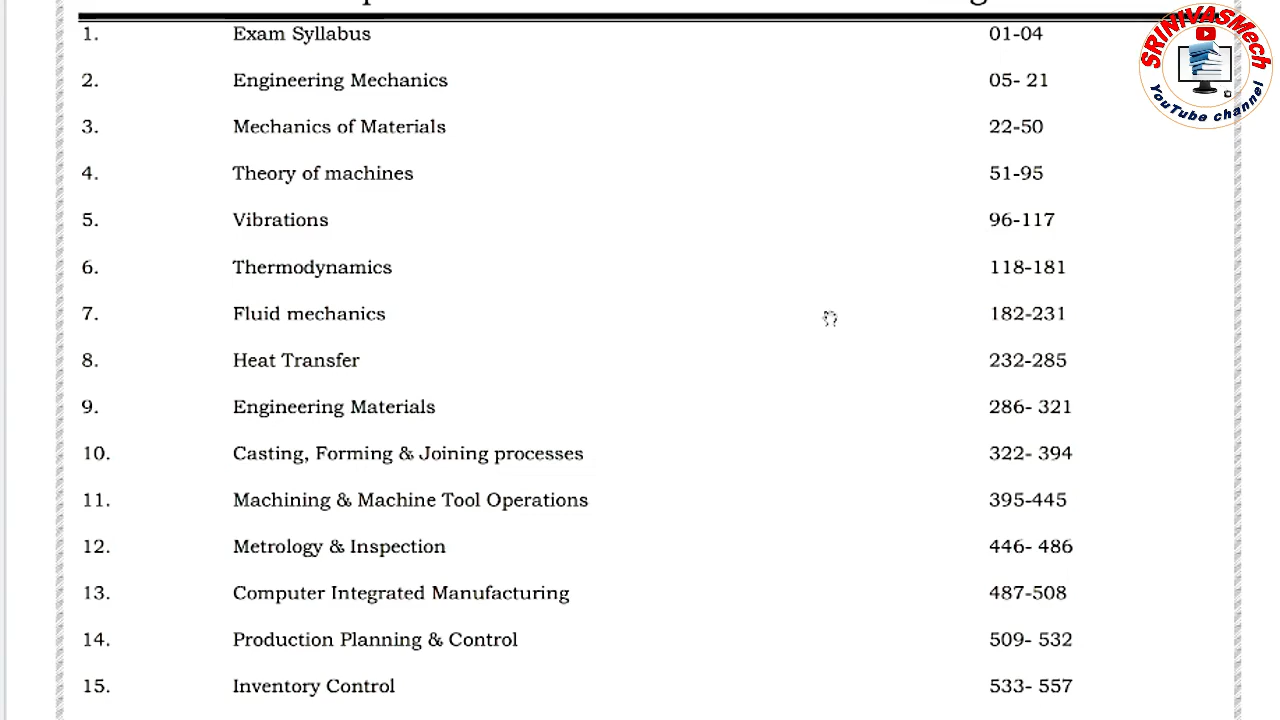 1. Exam Syllabus 01-04
2. Engineering Mechanics 05- 21
3. Mechanics of Materials 22-50
4. Theory of machines 51-95
5. Vibrations 96-117
6. Thermodynamics 118-181
7. Fluid mechanics 182-231
8. Heat Transfer 232-285
9. Engineering Materials 286- 321
10. Casting, Forming & Joining processes 322- 394
11. Machining & Machine Tool Operations 395-445
12. Metrology & Inspection 446- 486
13. Computer Integrated Manufacturing 487-508
14. Production Planning & Control 509- 532
15. Inventory Control 533- 557
SRINIVASMech
YouTube channel
©